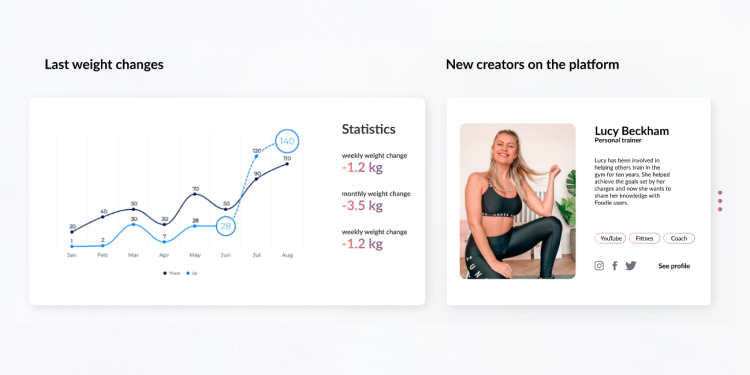 Last weight changes
New creators on the platform
140
120
110
90
70
50
50
40
30
30
28
28
20
7
2
1
Jan Feb Mar Apr May Jun Jul Aug
Them Us
Statistics
weekly weight change
-1.2 kg
monthly weight change
-3.5 kg
weekly weight change
-1.2 kg
Lucy Beckham
Personal trainer
Lucy has been involved in
helping others train in the
gym for ten years. She helped
achieve the goals set by her
charges and now she wants to
share her knowledge with
Foodie users.
YouTube Fittnes Coach
See profile